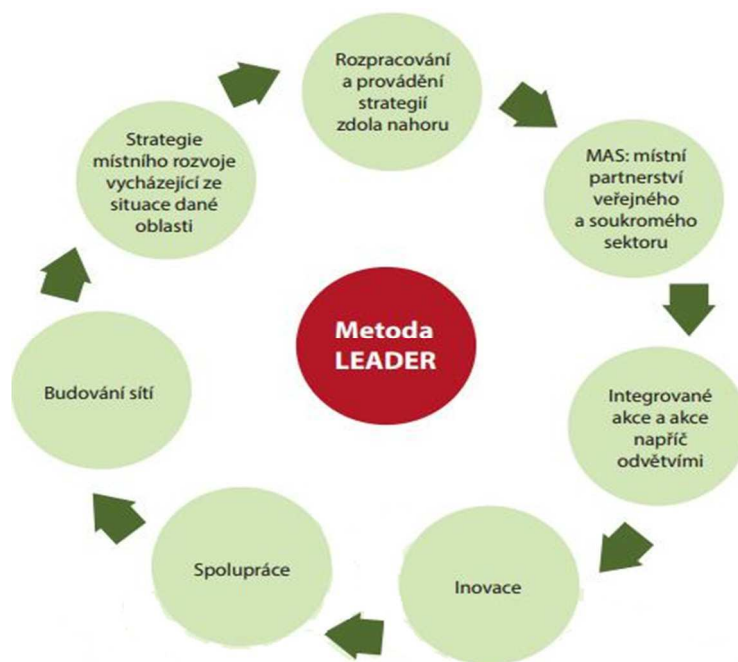 Rozpracování
a provádění
strategií
zdola nahoru
MAS: místní
partnerství
veřejného
a soukromého
sektoru
Integrované
akce a akce
napříč
odvětvími
Inovace
Spolupráce
Budování sítí
Strategie
místního rozvoje
vycházející ze
situace dané
oblasti
Metoda
LEADER